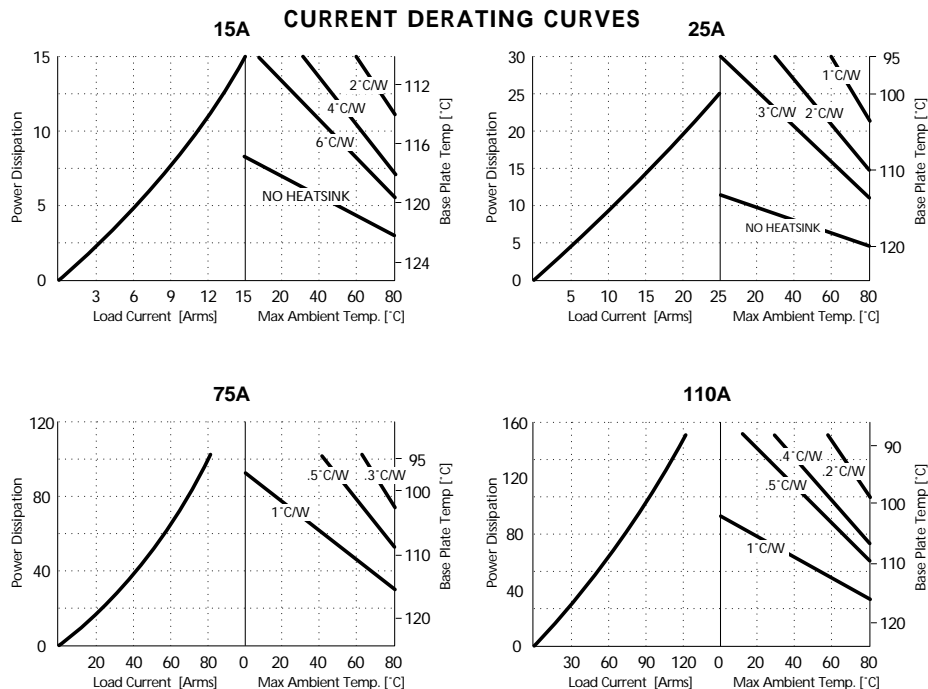 CURRENT DERATING CURVES
15A
15
10
5
0
Power Dissipation
3 6 9 12 15 20 40 60 80
Load Current [Arms] Max Ambient Temp. [˚C]
2˚C/W
4˚C/W
6˚C/W
NO HEATSINK
112
116
120
124
Base Plate Temp [˚C]
25A
30
25
20
15
10
5
0
Power Dissipation
5 10 15 20 25 20 40 60 80
Load Current [Arms] Max Ambient Temp. [˚C]
1˚C/W
2˚C/W
3˚C/W
NO HEATSINK
95
100
110
120
Base Plate Temp [˚C]
75A
120
80
40
0
Power Dissipation
20 40 60 80 0 20 40 60 80
Load Current [Arms] Max Ambient Temp. [˚C]
.5˚C/W .3˚C/W
1˚C/W
95
100
110
120
Base Plate Temp [˚C]
110A
160
120
80
40
0
Power Dissipation
30 60 90 120 0 20 40 60 80
Load Current [Arms] Max Ambient Temp. [˚C]
.4˚C/W
.2˚C/W
.5˚C/W
1˚C/W
90
100
110
120
Base Plate Temp [˚C]